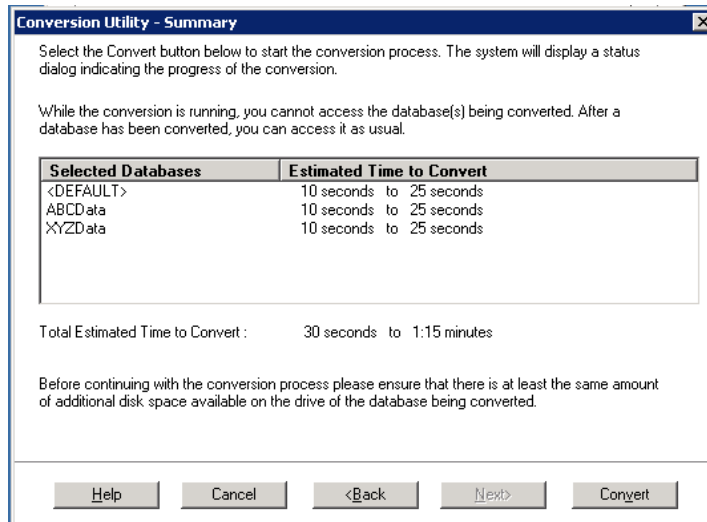 Conversion Utility - Summary
Select the Convert button below to start the conversion process. The system will display a status
dialog indicating the progress of the conversion.
While the conversion is running, you cannot access the database(s) being converted. After a
database has been converted, you can access it as usual.
Selected Databases Estimated Time to Convert
<DEFAULT> 10 seconds to 25 seconds
ABCData 10 seconds to 25 seconds
XYZData 10 seconds to 25 seconds
Total Estimated Time to Convert : 30 seconds to 1:15 minutes
Before continuing with the conversion process please ensure that there is at least the same amount
of additional disk space available on the drive of the database being converted.
Help Cancel <Back Next> Convert